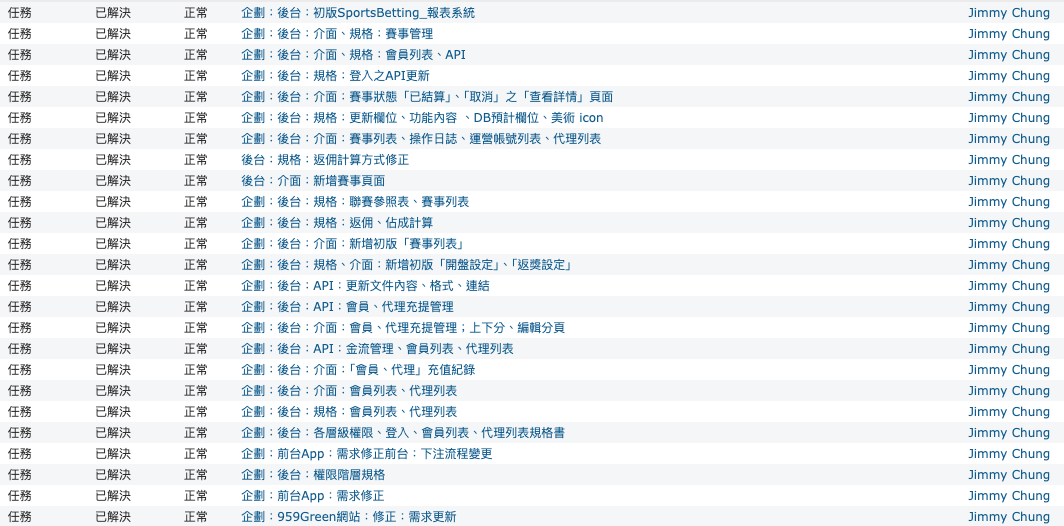 任務 已解決 正常 企劃：後台：初版SportsBetting_報表系統 Jimmy Chung
任務 已解決 正常 企劃：後台：介面、規格：賽事管理 Jimmy Chung
任務 已解決 正常 企劃：後台：介面、規格：會員列表、API Jimmy Chung
任務 已解決 正常 企劃：後台：規格：登入之API更新 Jimmy Chung
任務 已解決 正常 企劃：後台：介面：賽事狀態「已結算」、「取消」之「查看詳情」頁面 Jimmy Chung
任務 已解決 正常 企劃：後台：規格：更新欄位、功能內容 、DB預計欄位、美術 icon Jimmy Chung
任務 已解決 正常 企劃：後台：介面：賽事列表、操作日誌、運營帳號列表、代理列表 Jimmy Chung
任務 已解決 正常 後台：規格：返佣計算方式修正 Jimmy Chung
任務 已解決 正常 後台：介面：新增賽事頁面 Jimmy Chung
任務 已解決 正常 企劃：後台：規格：聯賽參照表、賽事列表 Jimmy Chung
任務 已解決 正常 企劃：後台：規格：返佣、佔成計算 Jimmy Chung
任務 已解決 正常 企劃：後台：介面：新增初版「賽事列表」 Jimmy Chung
任務 已解決 正常 企劃：後台：規格、介面：新增初版「開盤設定」、「返獎設定」 Jimmy Chung
任務 已解決 正常 企劃：後台：API：更新文件內容、格式、連結 Jimmy Chung
任務 已解決 正常 企劃：後台：API：會員、代理充提管理 Jimmy Chung
任務 已解決 正常 企劃：後台：介面：會員、代理充提管理；上下分、編輯分頁 Jimmy Chung
任務 已解決 正常 企劃：後台：API：金流管理、會員列表、代理列表 Jimmy Chung
任務 已解決 正常 企劃：後台：介面：「會員、代理」充值紀錄 Jimmy Chung
任務 已解決 正常 企劃：後台：介面：會員列表、代理列表 Jimmy Chung
任務 已解決 正常 企劃：後台：規格：會員列表、代理列表 Jimmy Chung
任務 已解決 正常 企劃：後台：各層級權限、登入、會員列表、代理列表規格書 Jimmy Chung
任務 已解決 正常 企劃：前台App：需求修正前台：下注流程變更 Jimmy Chung
任務 已解決 正常 企劃：後台：權限階層規格 Jimmy Chung
任務 已解決 正常 企劃：前台App：需求修正 Jimmy Chung
任務 已解決 正常 企劃：959Green網站：修正：需求更新 Jimmy Chung